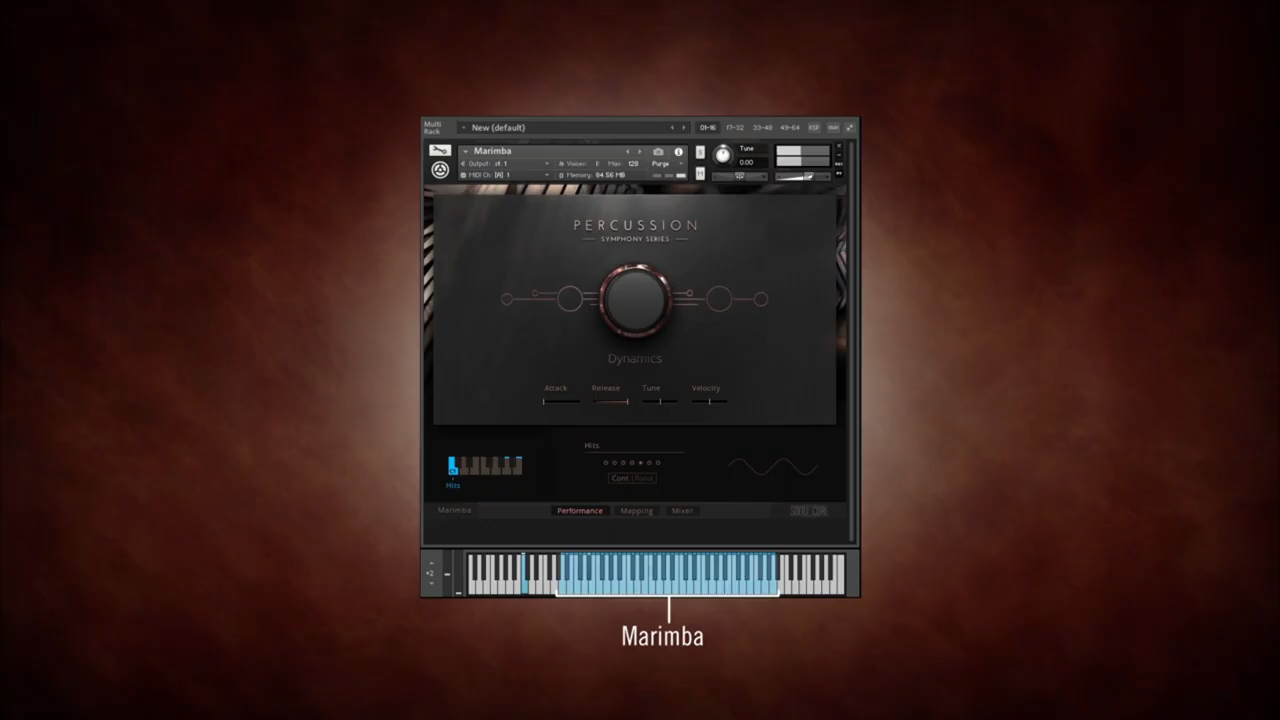 Multi
Rack
New (default)
01-16 17-32 33-48 49-64 KSP
Marimba
Output: st. 1
Voices: 0 Max: 128 Purge
MIDI Ch: [A] 1
Memory: 84.56 MB
S
M
Tune
0.00
PERCUSSION
SYMPHONY SERIES
Dynamics
Attack Release Tune Velocity
Hits
Cont Rand
Hits
Marimba
Performance Mapping Mixer
+2
Marimba